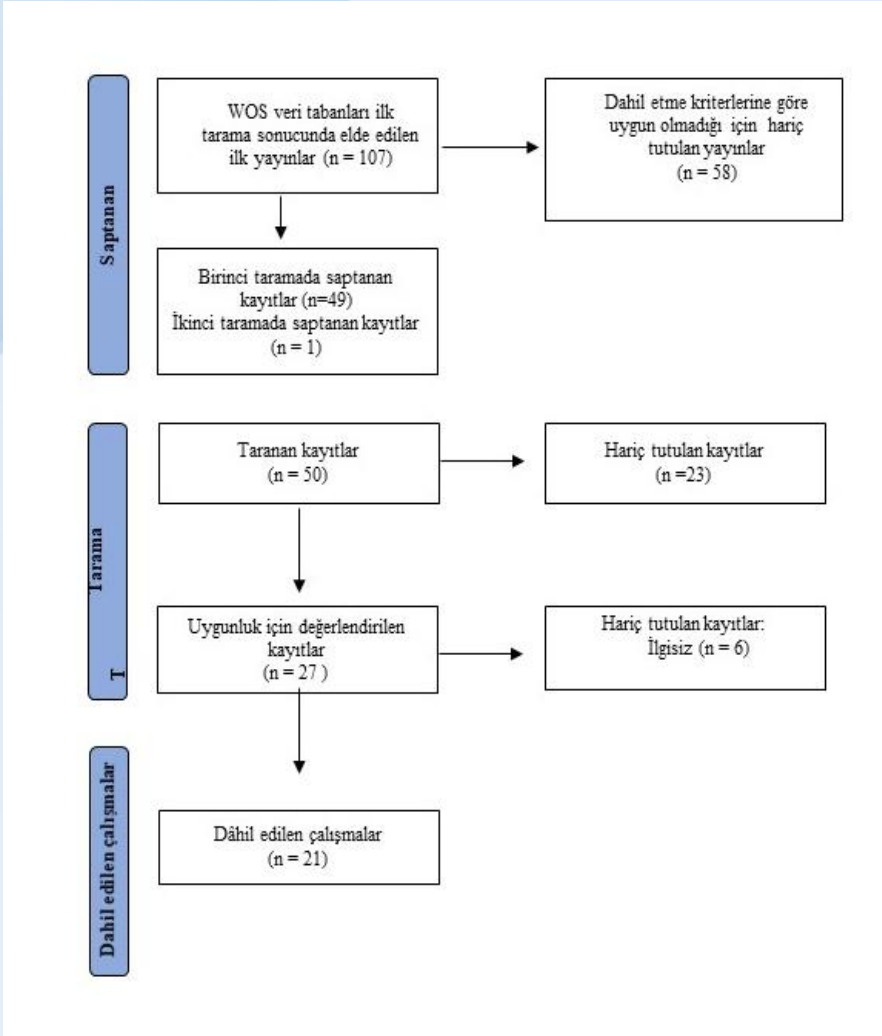 Saptanan
WOS veri tabanları ilk
tarama sonucunda elde edilen
ilk yayınlar (n = 107)
Dahil etme kriterlerine göre
uygun olmadığı için hariç
tutulan yayınlar
(n = 58)
Birinci taramada saptanan
kayıtlar (n=49)
İkinci taramada saptanan kayıtlar
(n = 1)
Tarama
T
Taranan kayıtlar
(n = 50)
Hariç tutulan kayıtlar
(n =23)
Uygunluk için değerlendirilen
kayıtlar
(n = 27 )
Hariç tutulan kayıtlar:
İlgisiz (n = 6)
Dahil edilen çalışmalar
Dâhil edilen çalışmalar
(n = 21)